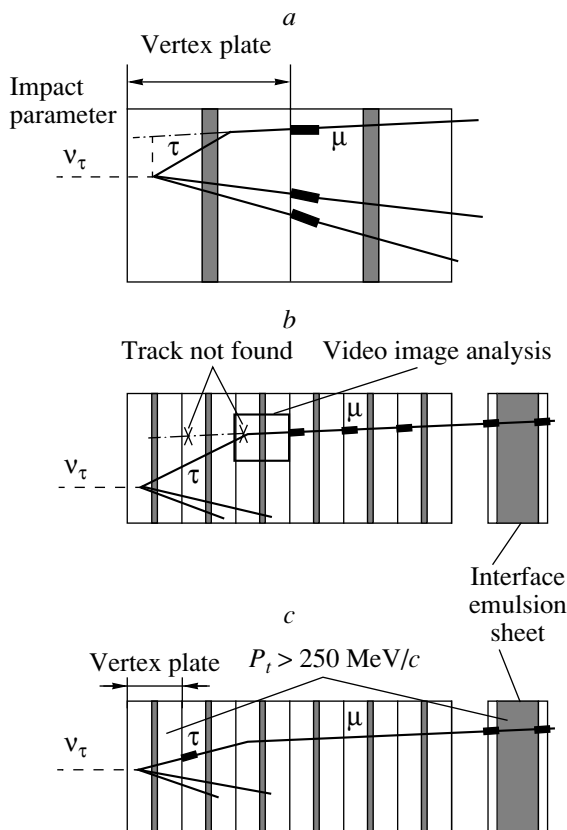 a
Vertex plate
Impact
parameter
τ
μ
ν_τ
b
Track not found
Video image analysis
μ
ν_τ
τ
Interface
emulsion
sheet
c
Vertex plate
P_t > 250 MeV/c
μ
ν_τ
τ